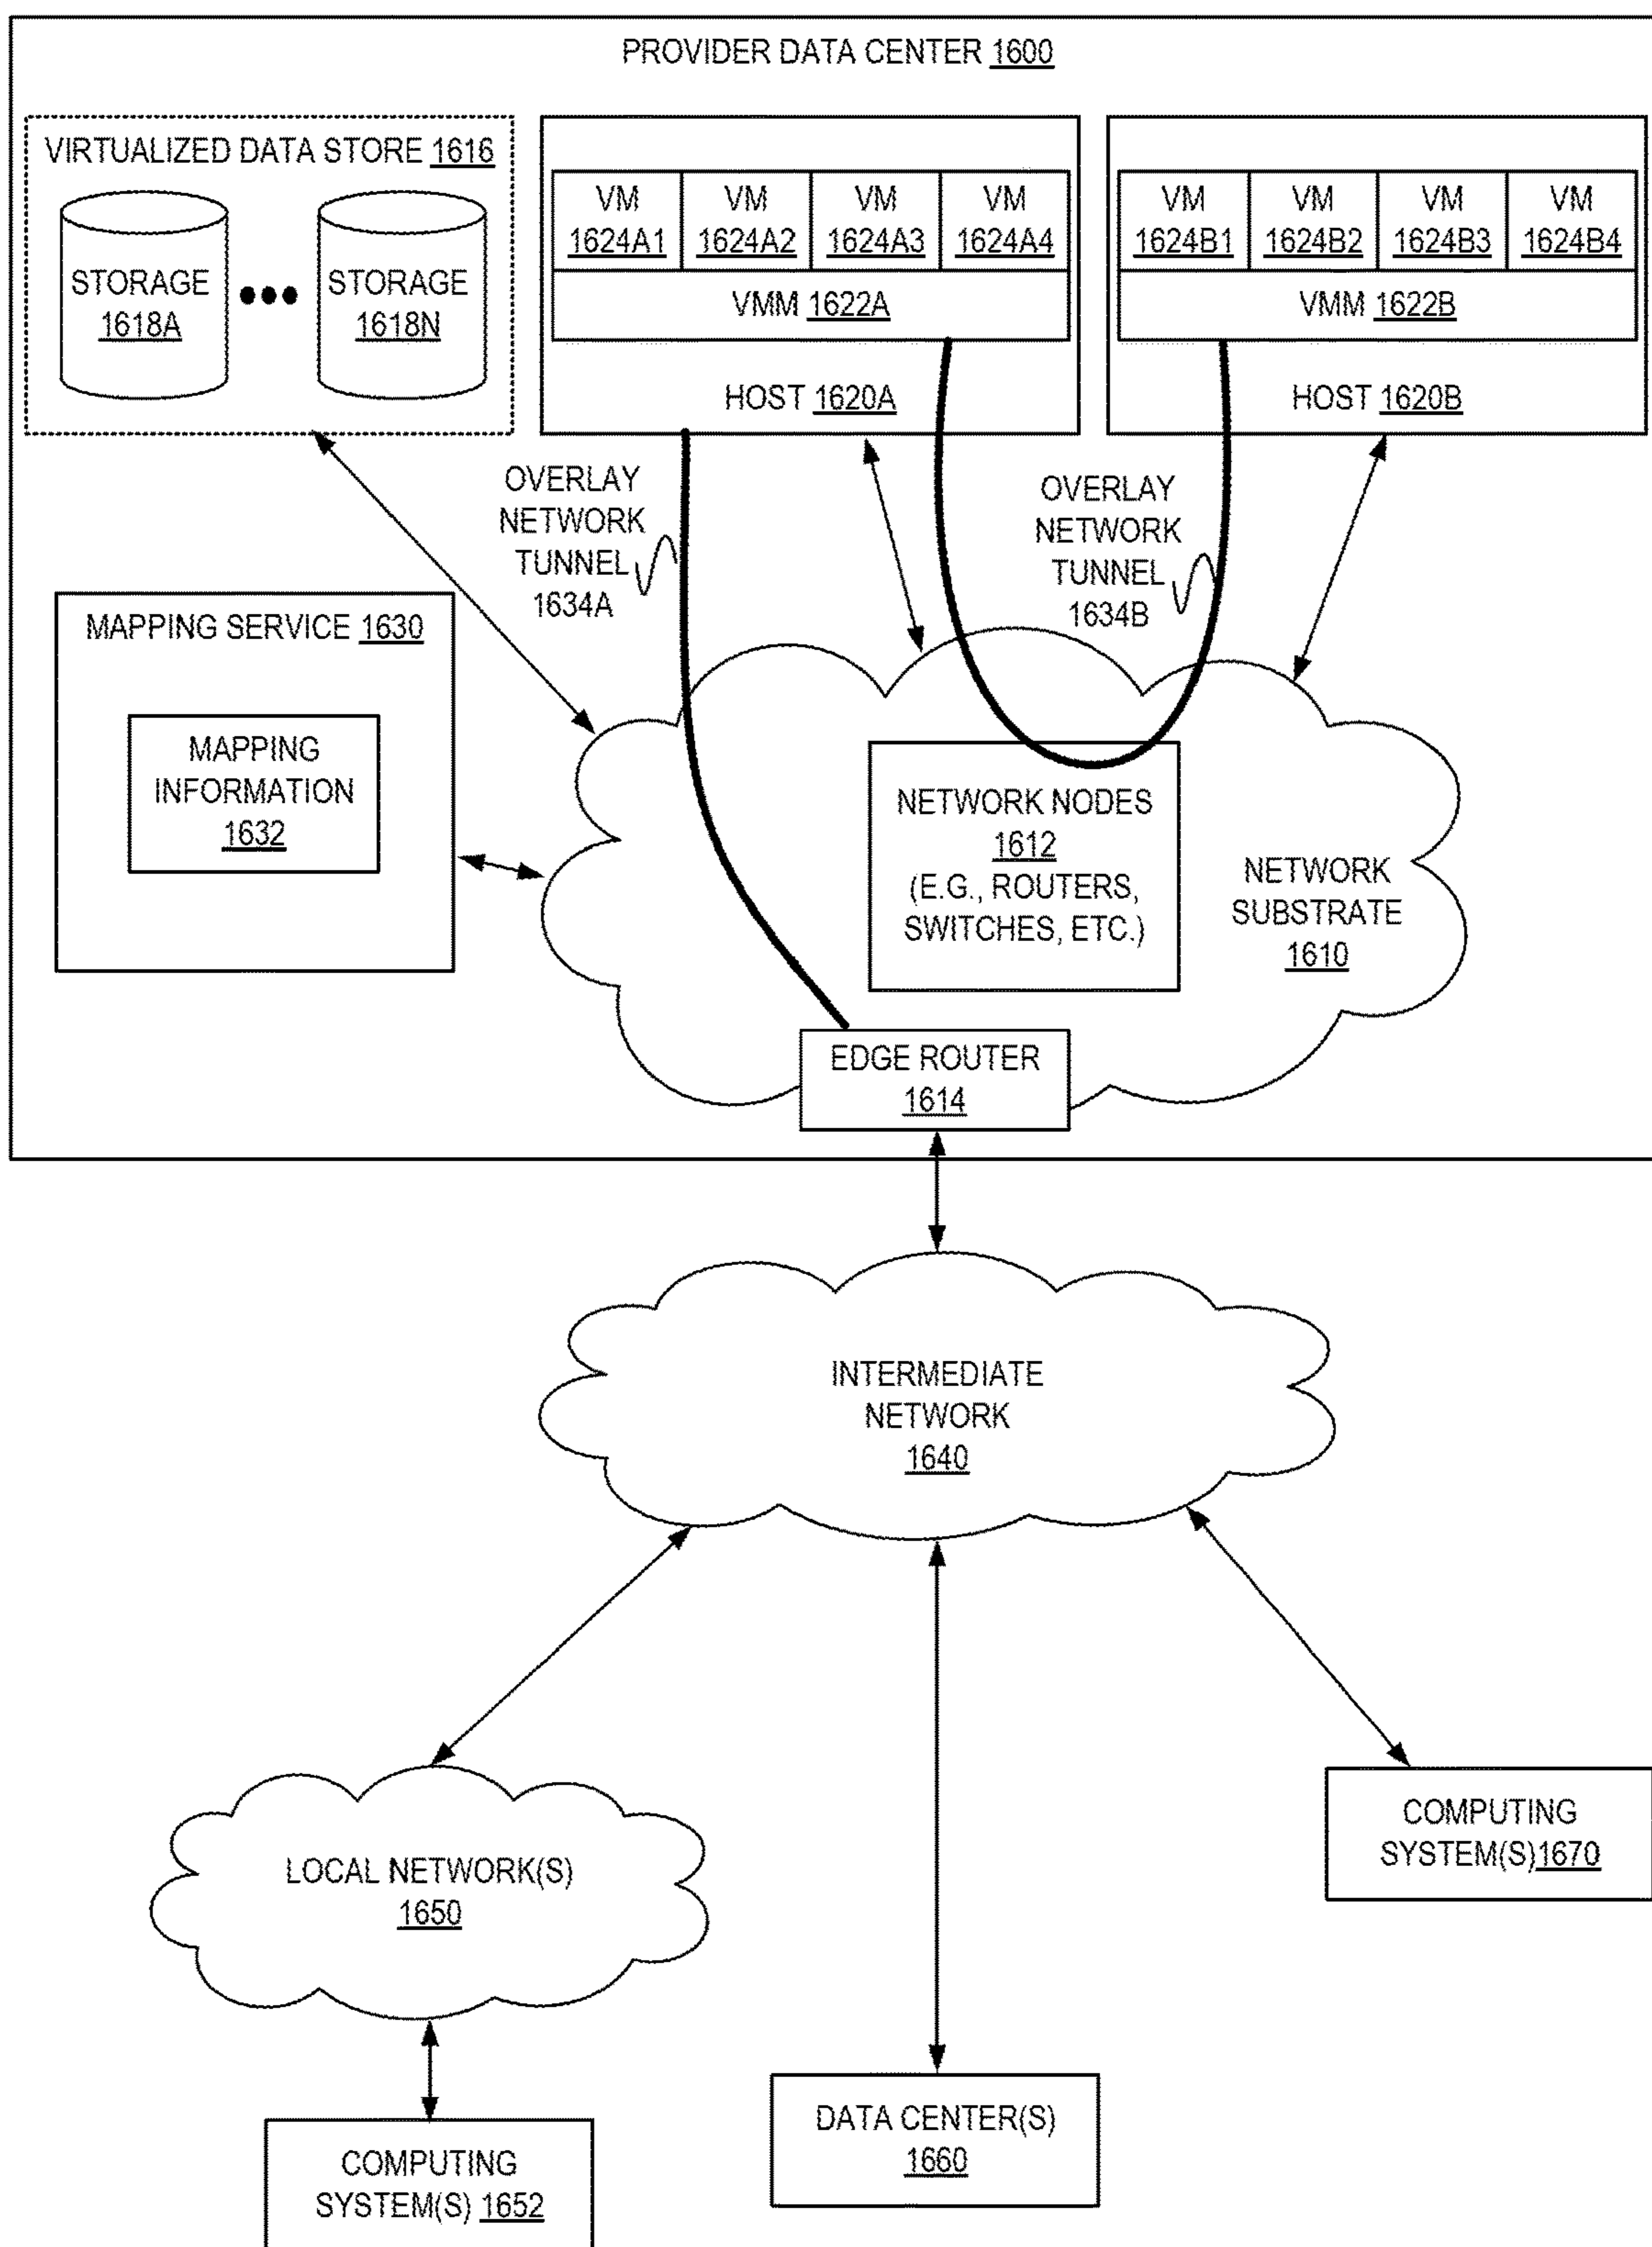 PROVIDER DATA CENTER 1600
VIRTUALIZED DATA STORE 1616
STORAGE
1618A
STORAGE
1618N
VM
1624A1
VM
1624A2
VM
1624A3
VM
1624A4
VMM 1622A
HOST 1620A
VM
1624B1
VM
1624B2
VM
1624B3
VM
1624B4
VMM 1622B
HOST 1620B
OVERLAY
NETWORK
TUNNEL
1634A
OVERLAY
NETWORK
TUNNEL
1634B
MAPPING SERVICE 1630
MAPPING
INFORMATION
1632
NETWORK NODES
1612
(E.G., ROUTERS,
SWITCHES, ETC.)
NETWORK
SUBSTRATE
1610
EDGE ROUTER
1614
INTERMEDIATE
NETWORK
1640
COMPUTING
SYSTEM(S)1670
LOCAL NETWORK(S)
1650
DATA CENTER(S)
1660
COMPUTING
SYSTEM(S) 1652